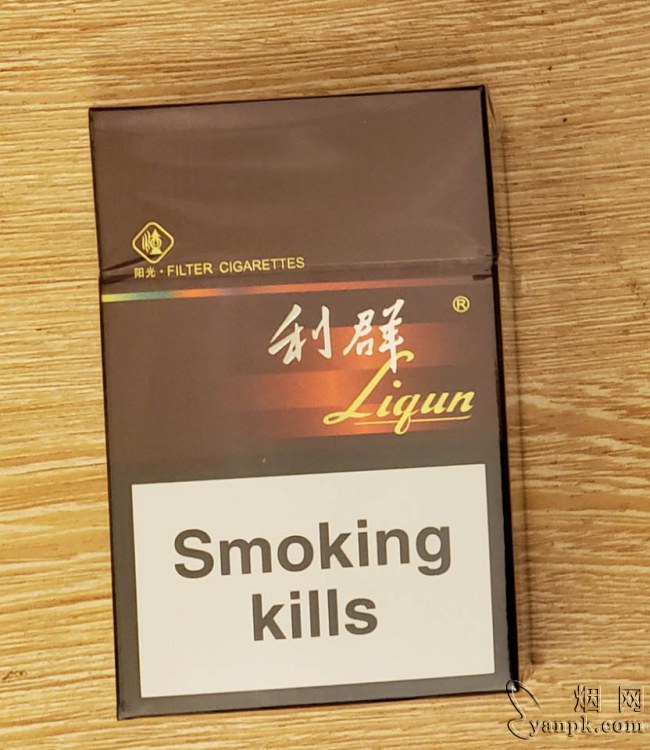 阳光·FILTER CIGARETTES
利群
®
Liqun
Smoking
kills
烟网
yanpk.com